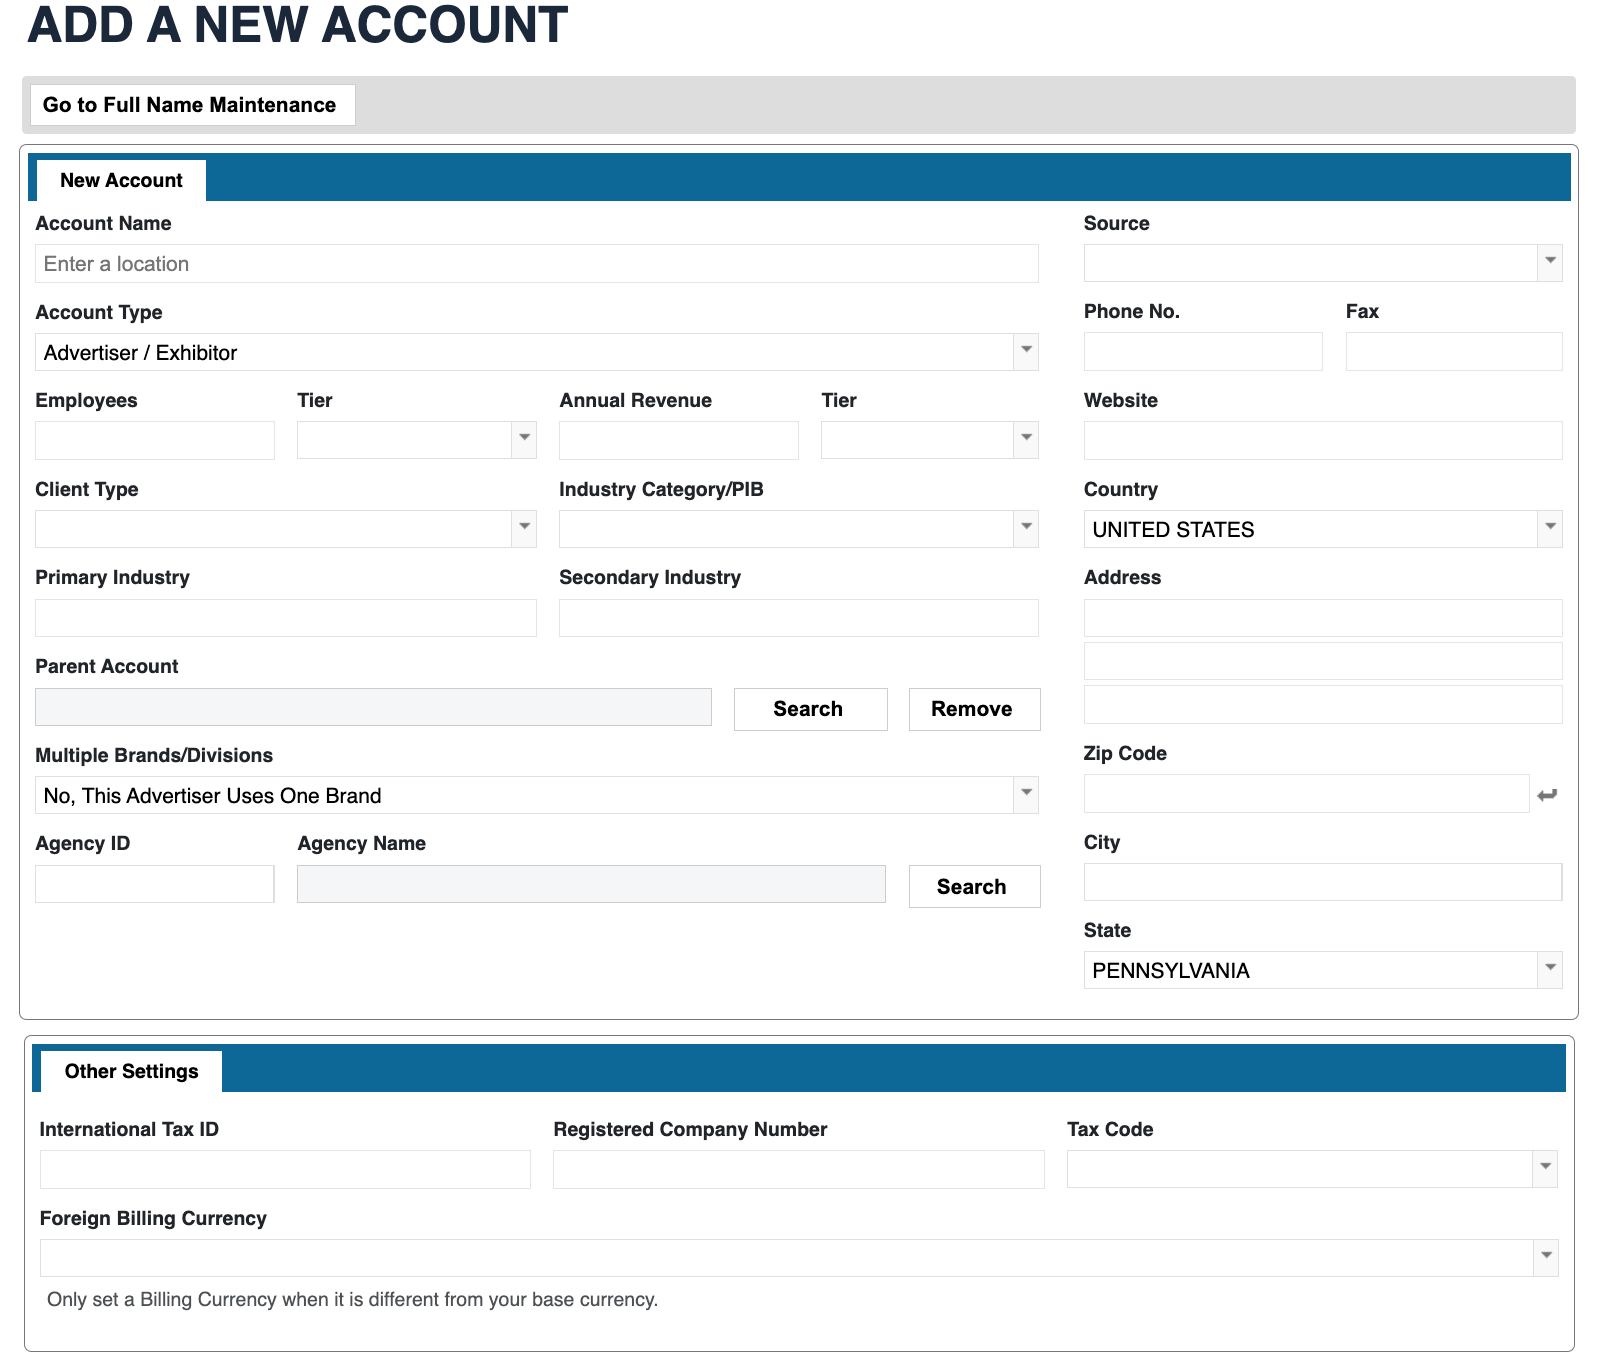 ADD A NEW ACCOUNT
Go to Full Name Maintenance
New Account
Account Name
Enter a location
Account Type
Advertiser / Exhibitor
Employees
Tier
Annual Revenue
Tier
Client Type
Industry Category/PIB
Primary Industry
Secondary Industry
Parent Account
Search
Remove
Multiple Brands/Divisions
No, This Advertiser Uses One Brand
Agency ID
Agency Name
Search
Source
Phone No.
Fax
Website
Country
UNITED STATES
Address
Zip Code
City
State
PENNSYLVANIA
Other Settings
International Tax ID
Registered Company Number
Tax Code
Foreign Billing Currency
Only set a Billing Currency when it is different from your base currency.